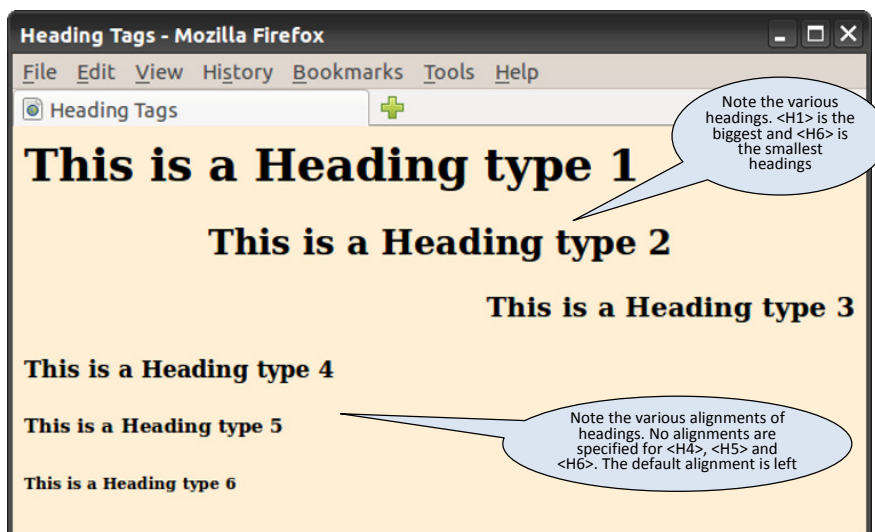 Heading Tags - Mozilla Firefox
File Edit View History Bookmarks Tools Help
Heading Tags
Note the various
headings. <H1> is the
biggest and <H6> is
the smallest
headings
This is a Heading type 1
This is a Heading type 2
This is a Heading type 3
This is a Heading type 4
This is a Heading type 5
Note the various alignments of
headings. No alignments are
specified for <H4>, <H5> and
<H6>. The default alignment is left
This is a Heading type 6